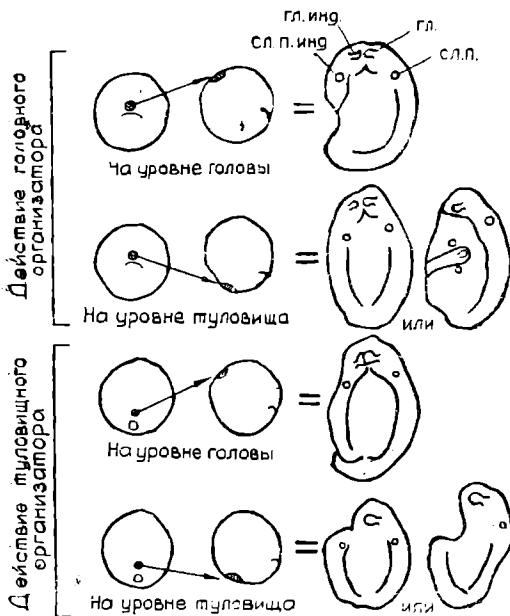 гл. инд.
гл.
сл. п. инд
сл.п.
Действие головного
организатора
Ча уровне головы
На уровне туловища
или
Действие туловищного
организатора
На уровне головы
На уровне туловища
или